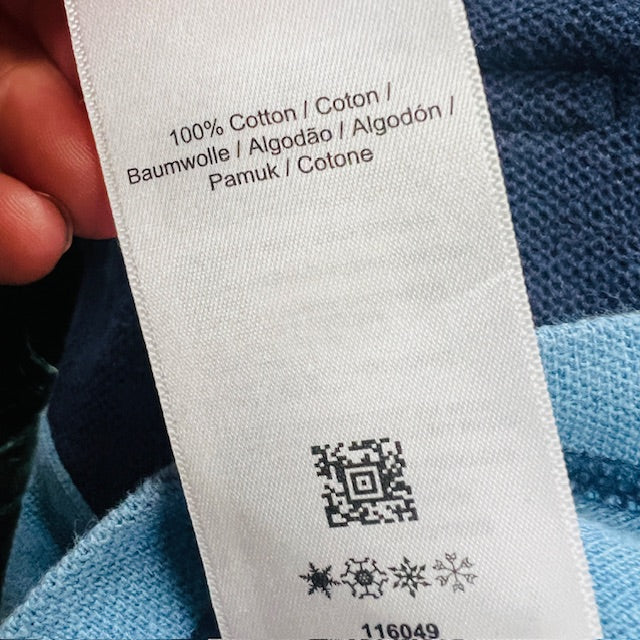 100% Cotton / Coton /
Baumwolle / Algodão / Algodón /
Pamuk / Cotone
116049